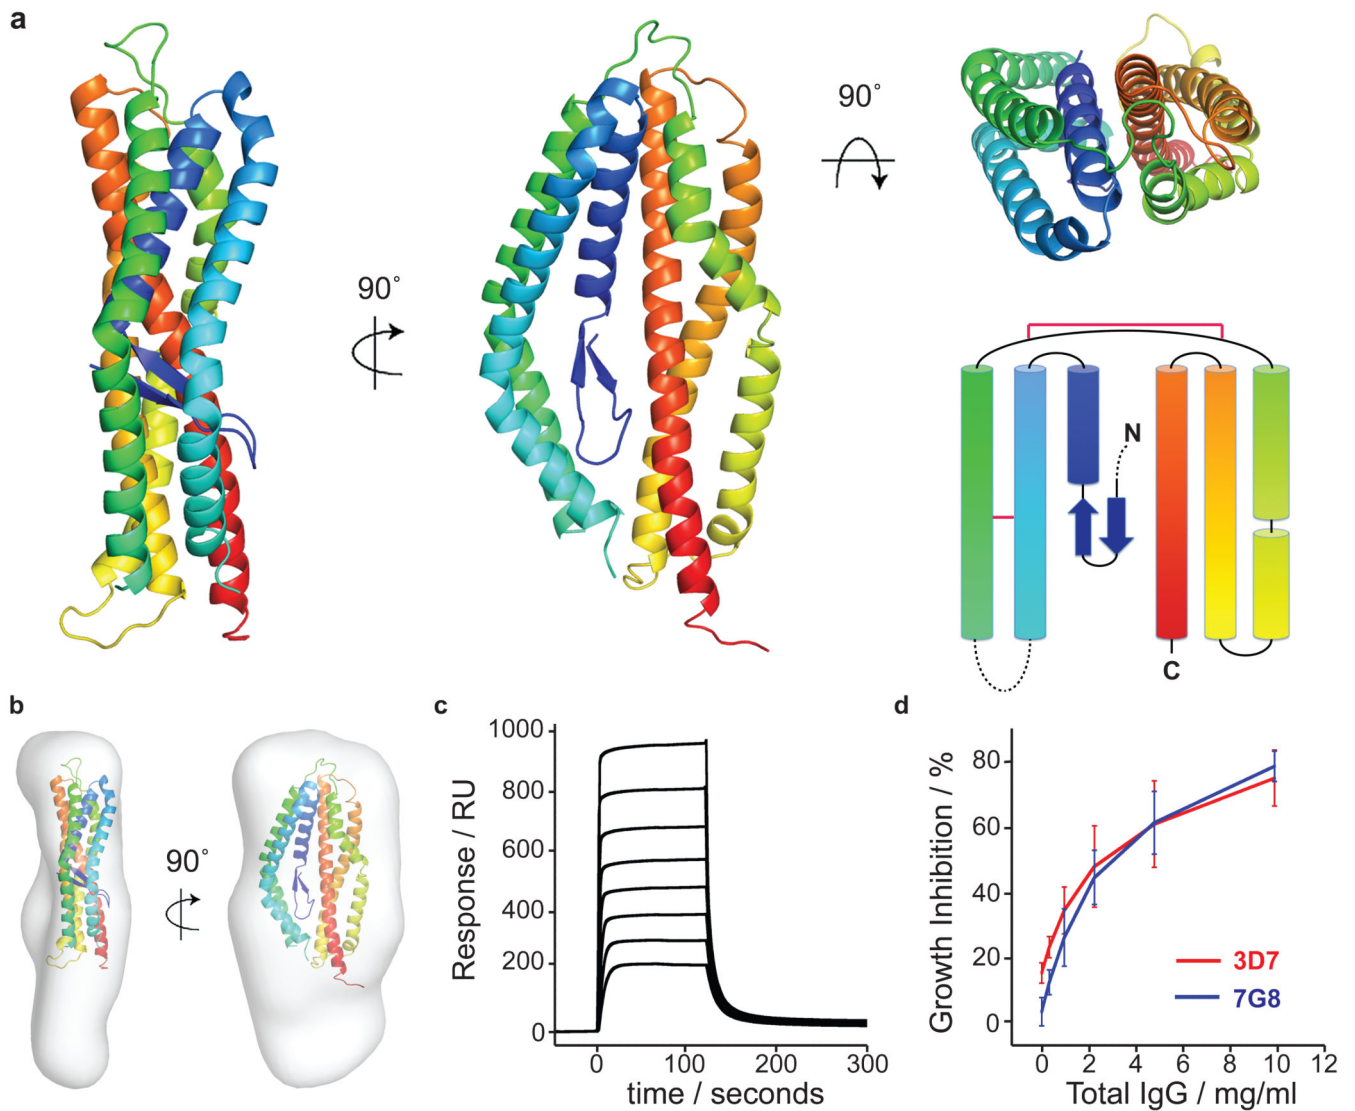 a
90°
90°
N
C
b
90°
c
1000
800
600
400
200
0
Response / RU
0
100
200
300
time / seconds
d
80
60
40
20
0
Growth Inhibition / %
3D7
7G8
0
2
4
6
8
10
12
Total IgG / mg/ml